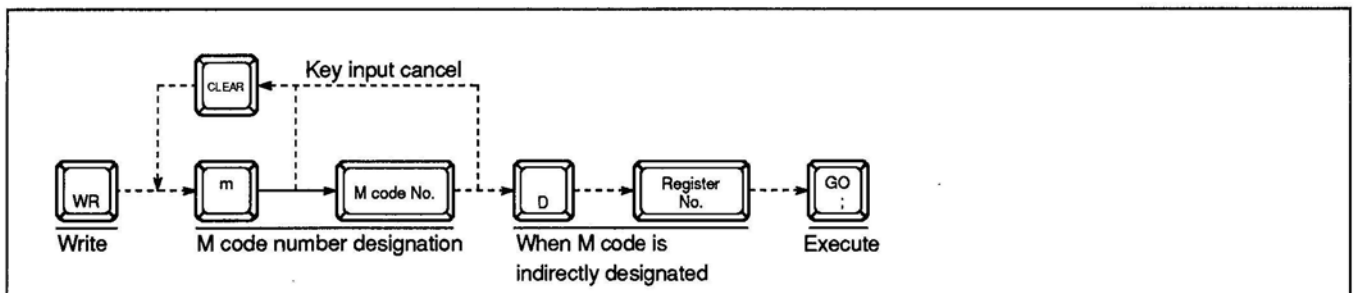 Key input cancel
CLEAR
WR
m
M code No.
D
Register
No.
GO
;
Write
M code number designation
When M code is
indirectly designated
Execute